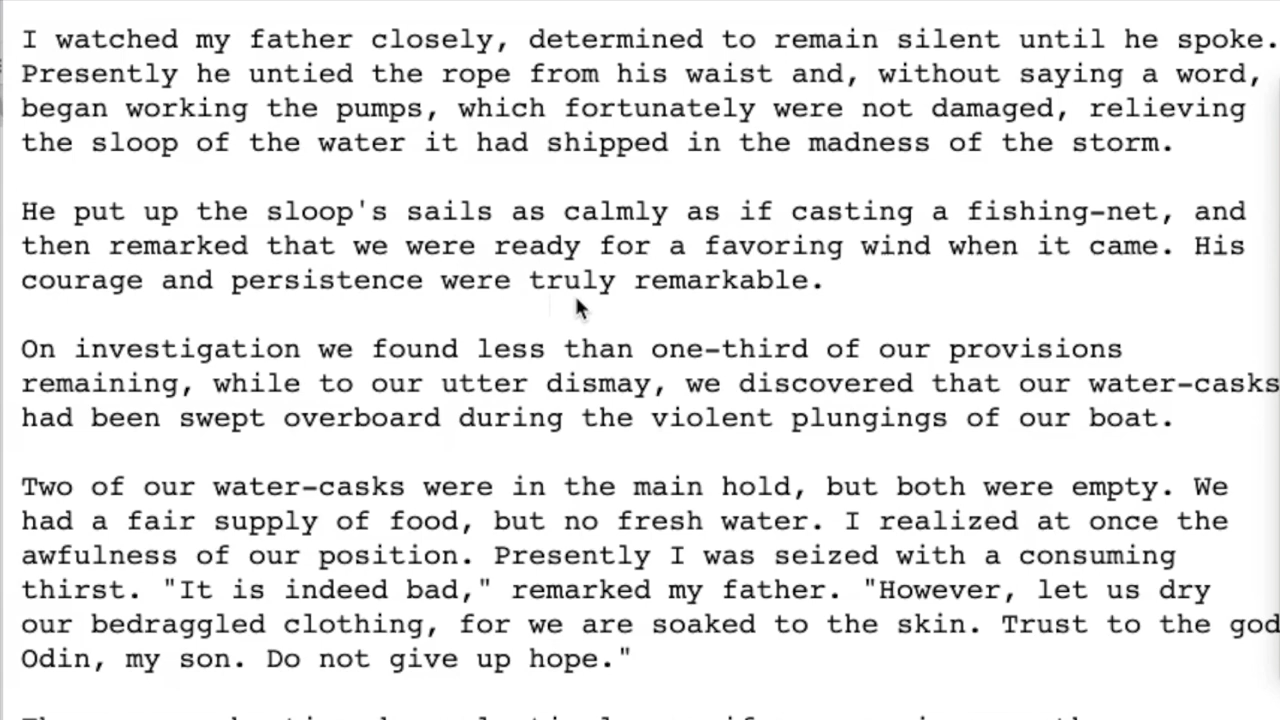 I watched my father closely, determined to remain silent until he spoke.
Presently he untied the rope from his waist and, without saying a word,
began working the pumps, which fortunately were not damaged, relieving
the sloop of the water it had shipped in the madness of the storm.
He put up the sloop's sails as calmly as if casting a fishing-net, and
then remarked that we were ready for a favoring wind when it came. His
courage and persistence were truly remarkable.
On investigation we found less than one-third of our provisions
remaining, while to our utter dismay, we discovered that our water-casks
had been swept overboard during the violent plungings of our boat.
Two of our water-casks were in the main hold, but both were empty. We
had a fair supply of food, but no fresh water. I realized at once the
awfulness of our position. Presently I was seized with a consuming
thirst. "It is indeed bad," remarked my father. "However, let us dry
our bedraggled clothing, for we are soaked to the skin. Trust to the god
Odin, my son. Do not give up hope."